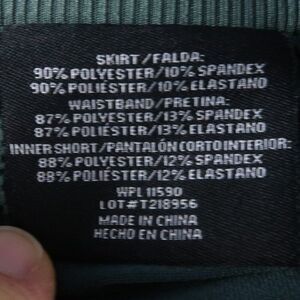 SKIRT/FALDA:
90% POLYESTER/10% SPANDEX
90% POLIÉSTER/10% ELASTANO
WAISTBAND/PRETINA:
87% POLYESTER/13% SPANDEX
87% POLIÉSTER/13% ELASTANO
INNER SHORT/PANTALÓN CORTO INTERIOR:
88% POLYESTER/12% SPANDEX
88% POLIÉSTER/12% ELASTANO
WPL 11590
LOT#T218956
MADE IN CHINA
HECHO EN CHINA